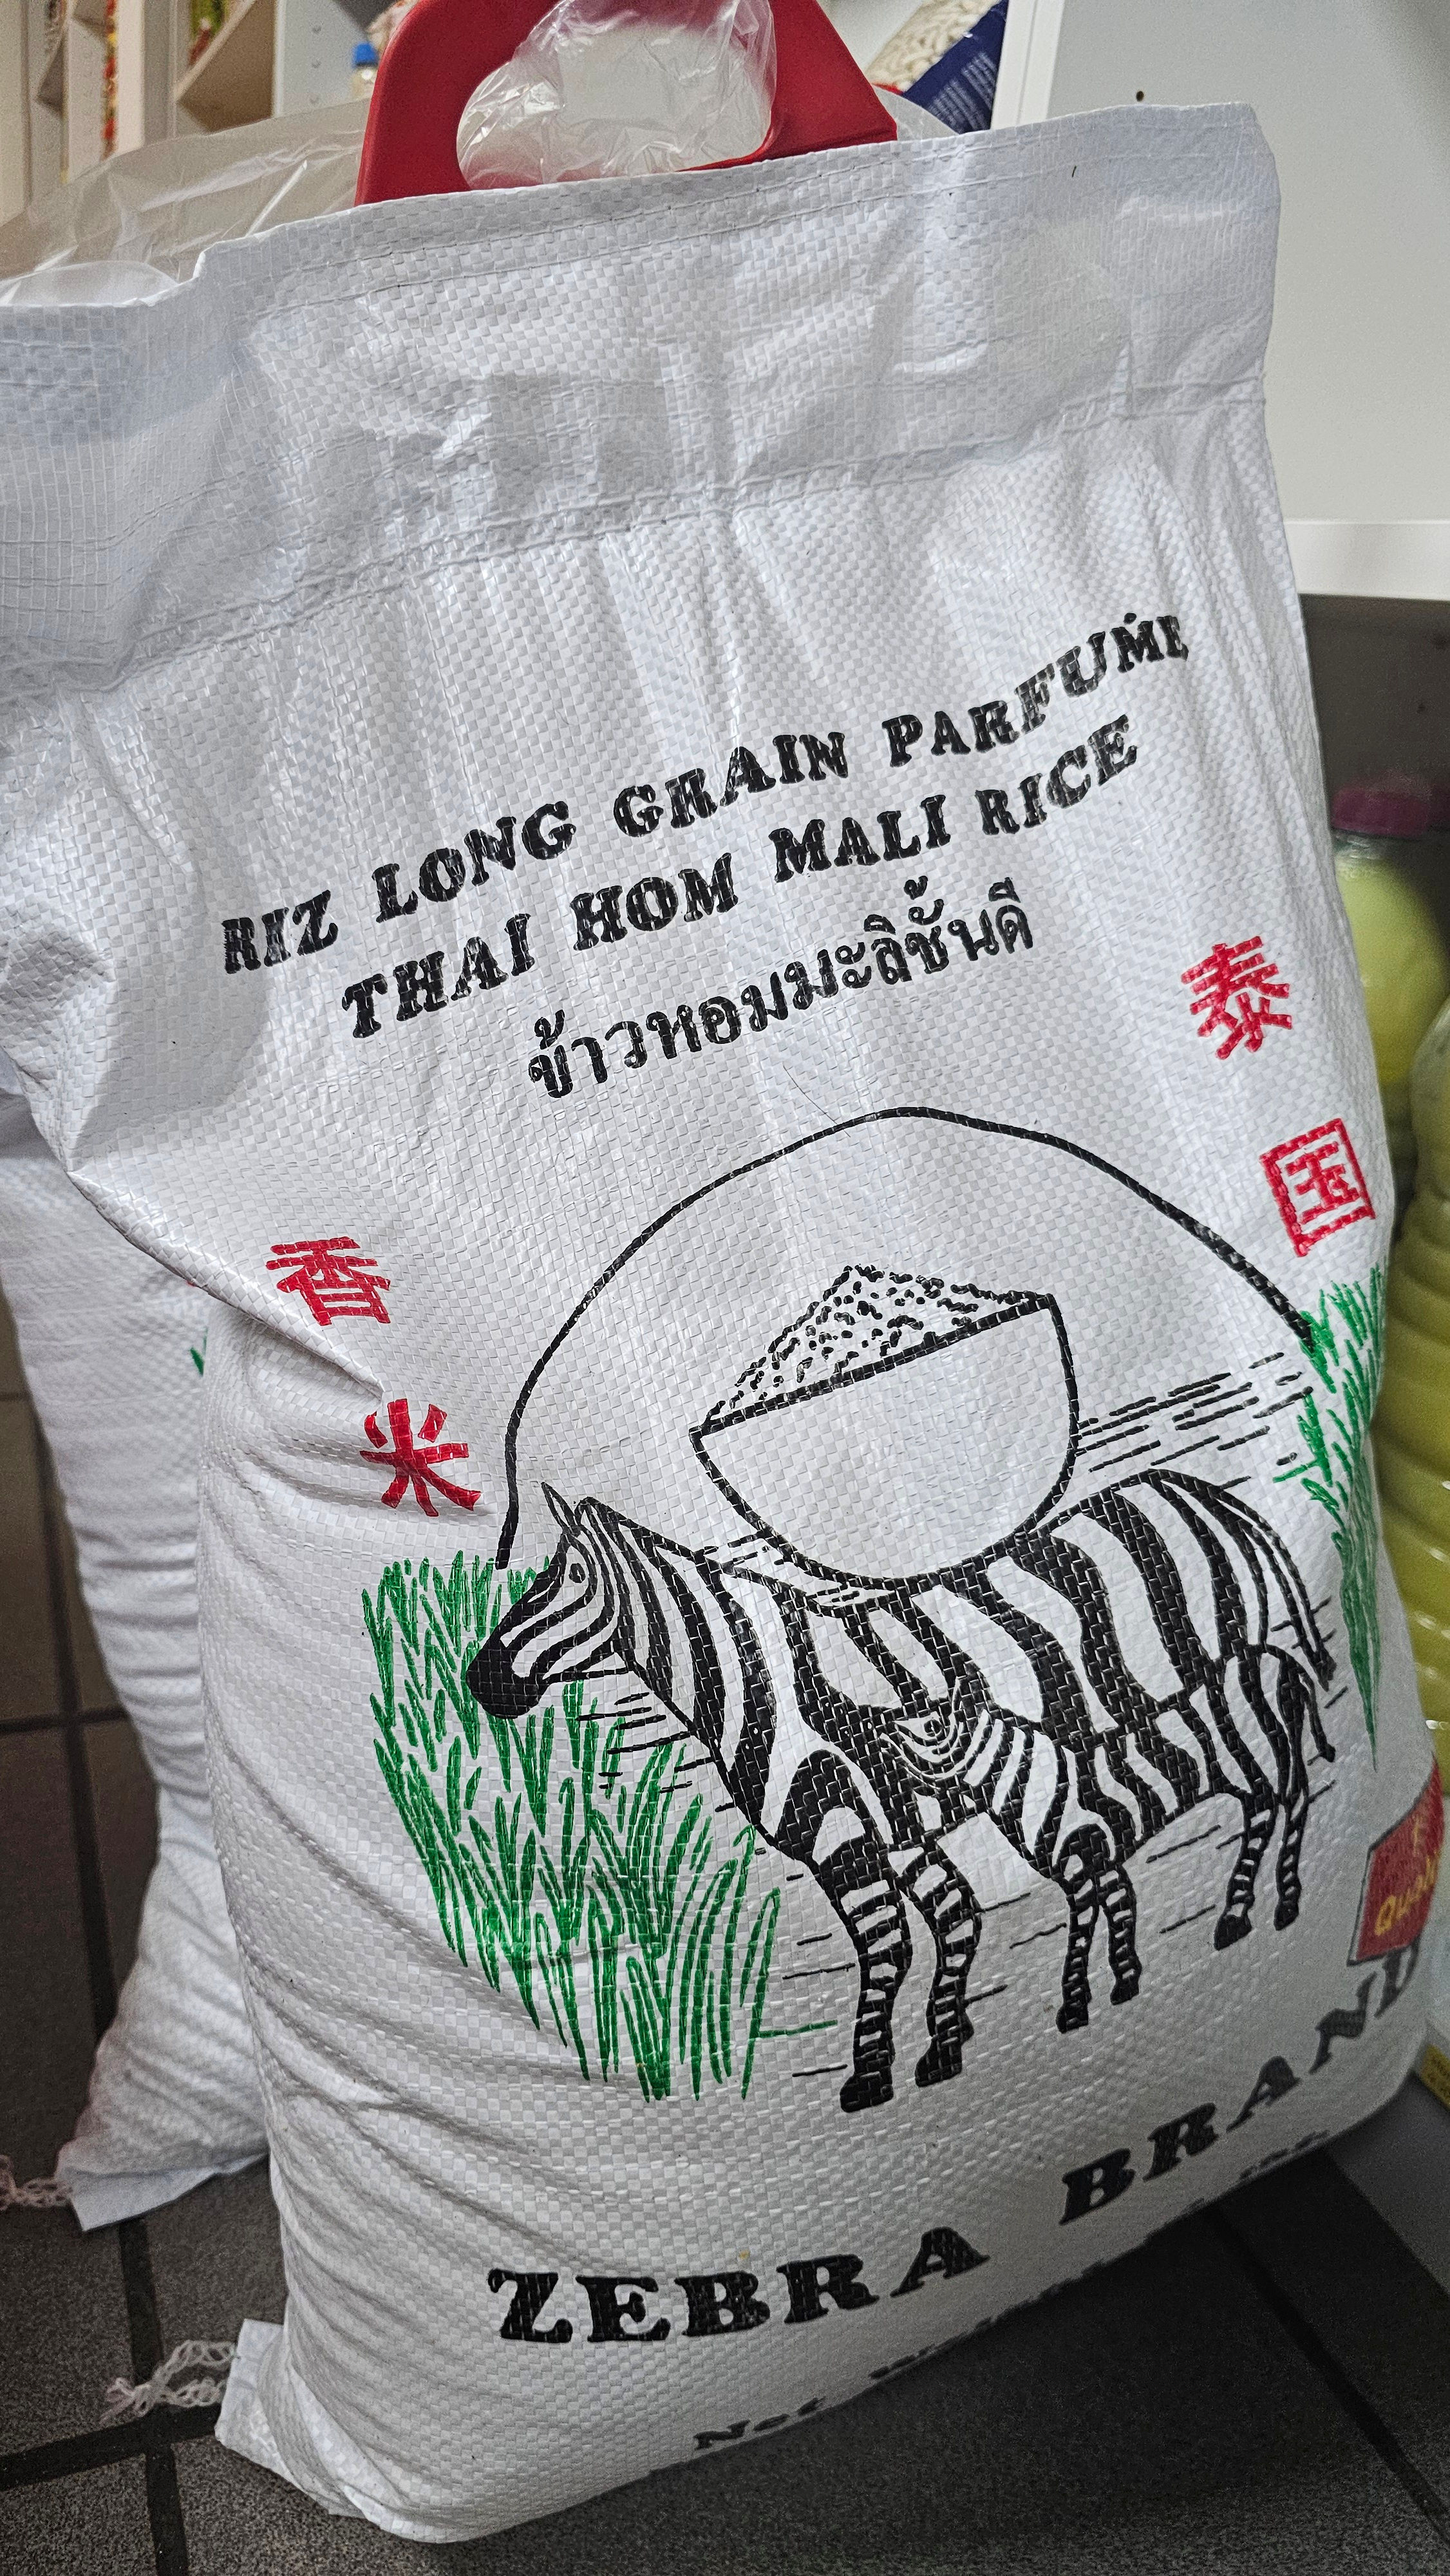 RIZ LONG GRAIN PARFUMÉ
THAI HOM MALI RICE
ข้าวหอมมะลิชั้นดี
泰国
香米
ZEBRA BRAND
Net